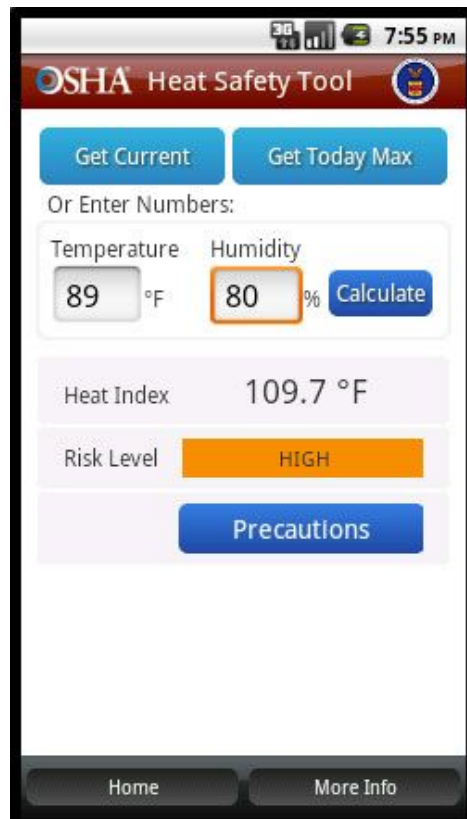 3G 7:55 PM
OSHA Heat Safety Tool
Get Current Get Today Max
Or Enter Numbers:
Temperature Humidity
89 °F 80 % Calculate
Heat Index 109.7 °F
Risk Level HIGH
Precautions
Home More Info